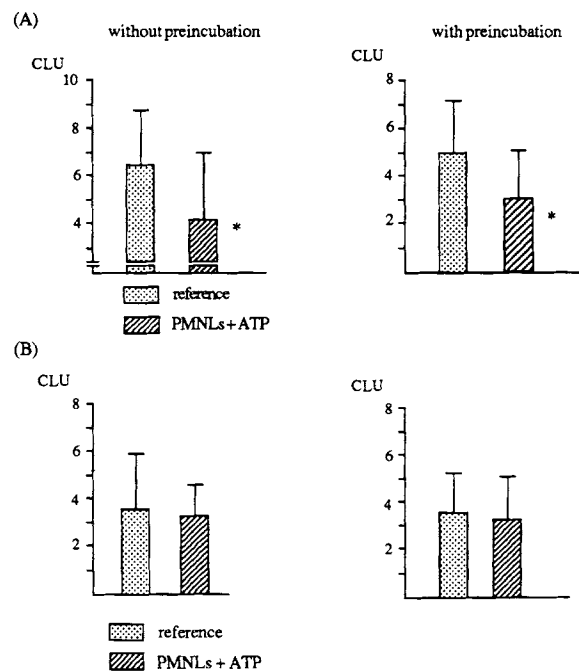 (A)
without preincubation
with preincubation
CLU
10
8
6
4
*
CLU
8
6
4
2
*
reference
PMNLs + ATP
(B)
CLU
8
6
4
2
CLU
8
6
4
2
reference
PMNLs + ATP